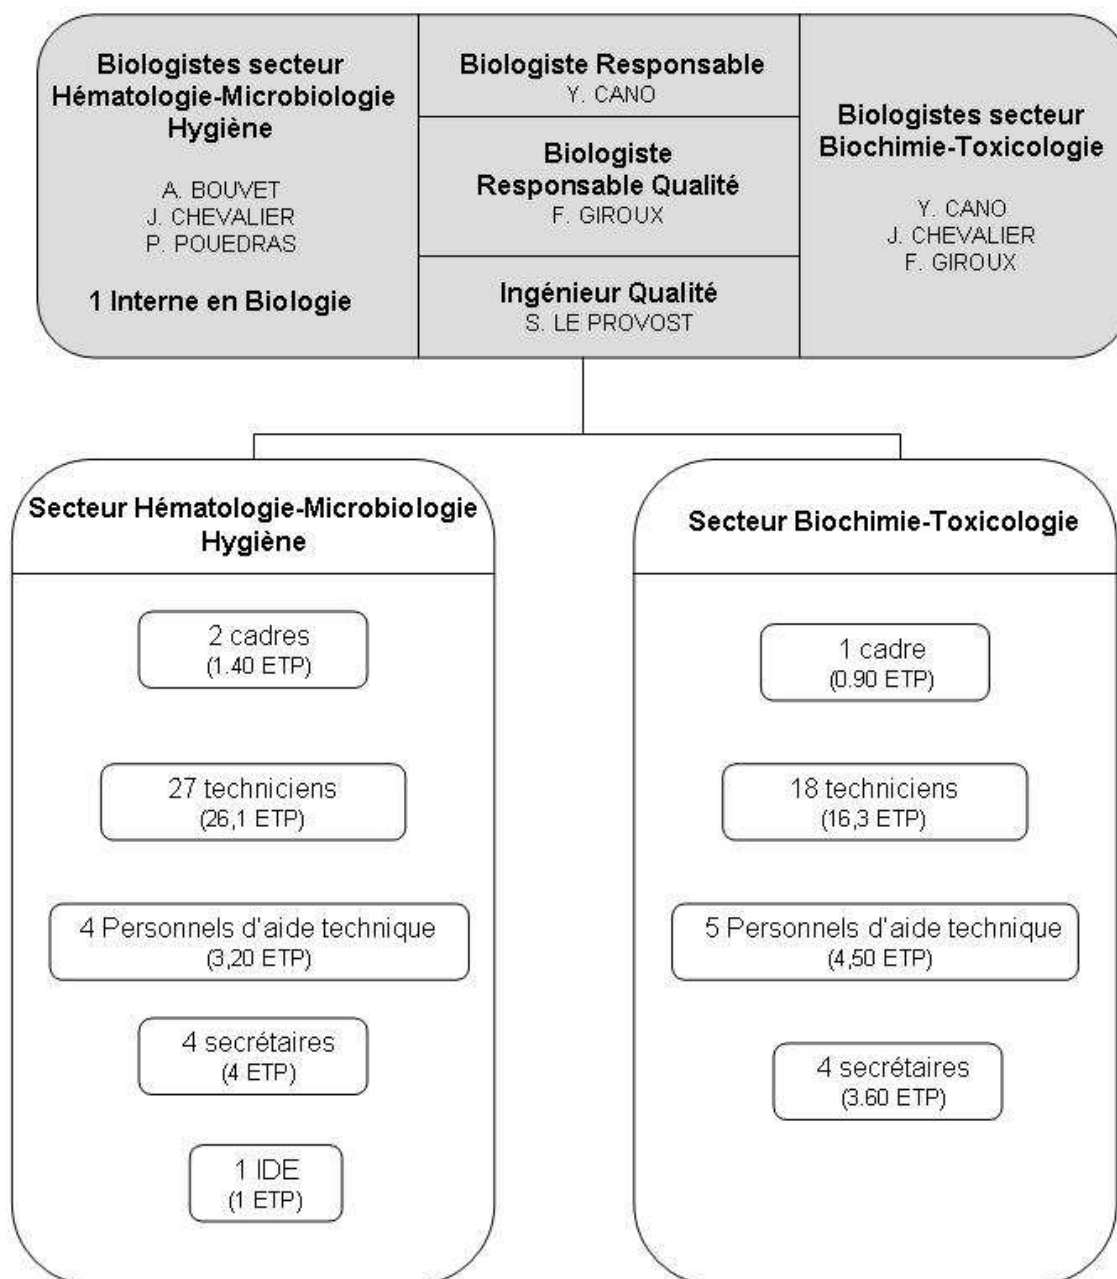 Biologistes secteur
Hématologie-Microbiologie
Hygiène
A. BOUVET
J. CHEVALIER
P. POUEDRAS
1 Interne en Biologie
Biologiste Responsable
Y. CANO
Biologiste
Responsable Qualité
F. GIROUX
Ingénieur Qualité
S. LE PROVOST
Biologistes secteur
Biochimie-Toxicologie
Y. CANO
J. CHEVALIER
F. GIROUX
Secteur Hématologie-Microbiologie
Hygiène
2 cadres
(1.40 ETP)
27 techniciens
(26,1 ETP)
4 Personnels d'aide technique
(3,20 ETP)
4 secrétaires
(4 ETP)
1 IDE
(1 ETP)
Secteur Biochimie-Toxicologie
1 cadre
(0.90 ETP)
18 techniciens
(16,3 ETP)
5 Personnels d'aide technique
(4,50 ETP)
4 secrétaires
(3.60 ETP)